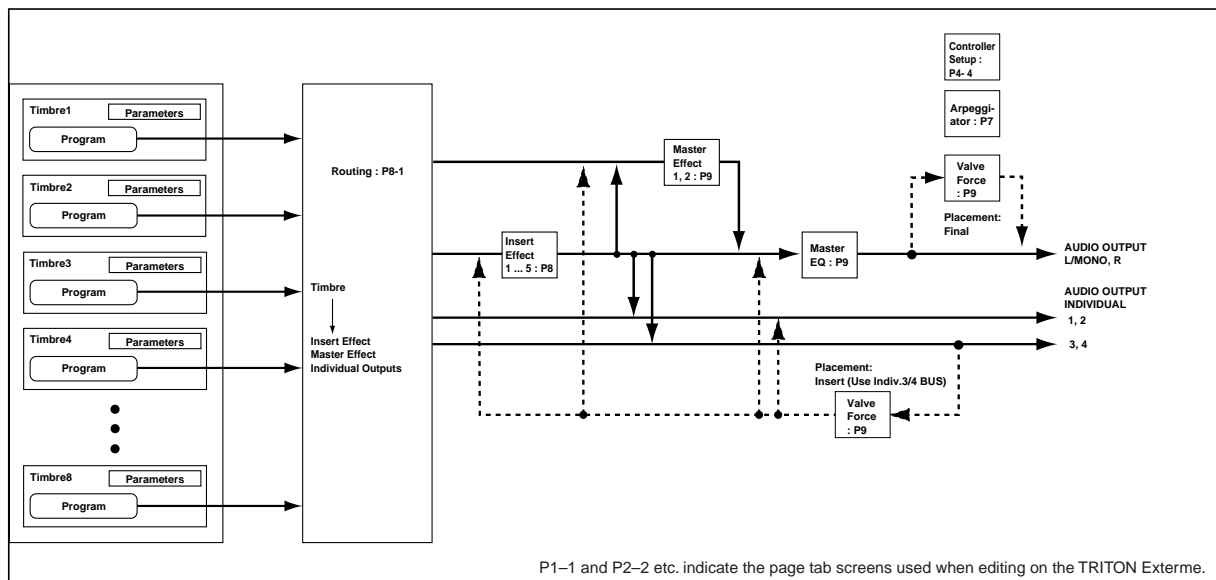 Timbre1
Parameters
Program
Timbre2
Parameters
Program
Timbre3
Parameters
Program
Timbre4
Parameters
Program
Timbre8
Parameters
Program
Routing : P8-1
Timbre
Insert Effect
Master Effect
Individual Outputs
Insert
Effect
1 ... 5 : P8
Master
Effect
1, 2 : P9
Master
EQ : P9
Controller
Setup :
P4- 4
Arpeggi-
ator : P7
Valve
Force
: P9
Placement:
Final
AUDIO OUTPUT
L/MONO, R
AUDIO OUTPUT
INDIVIDUAL
1, 2
3, 4
Placement:
Insert (Use Indiv.3/4 BUS)
Valve
Force
: P9
P1–1 and P2–2 etc. indicate the page tab screens used when editing on the TRITON Exterme.